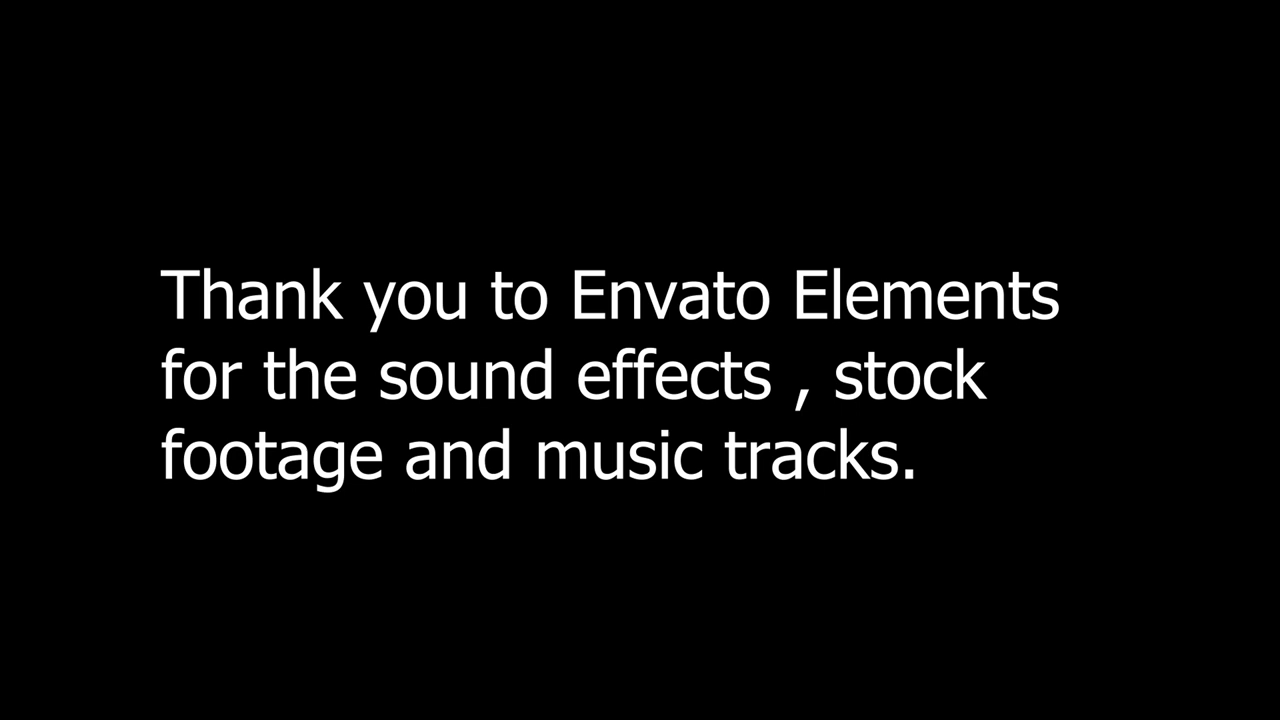 Thank you to Envato Elements
for the sound effects , stock
footage and music tracks.